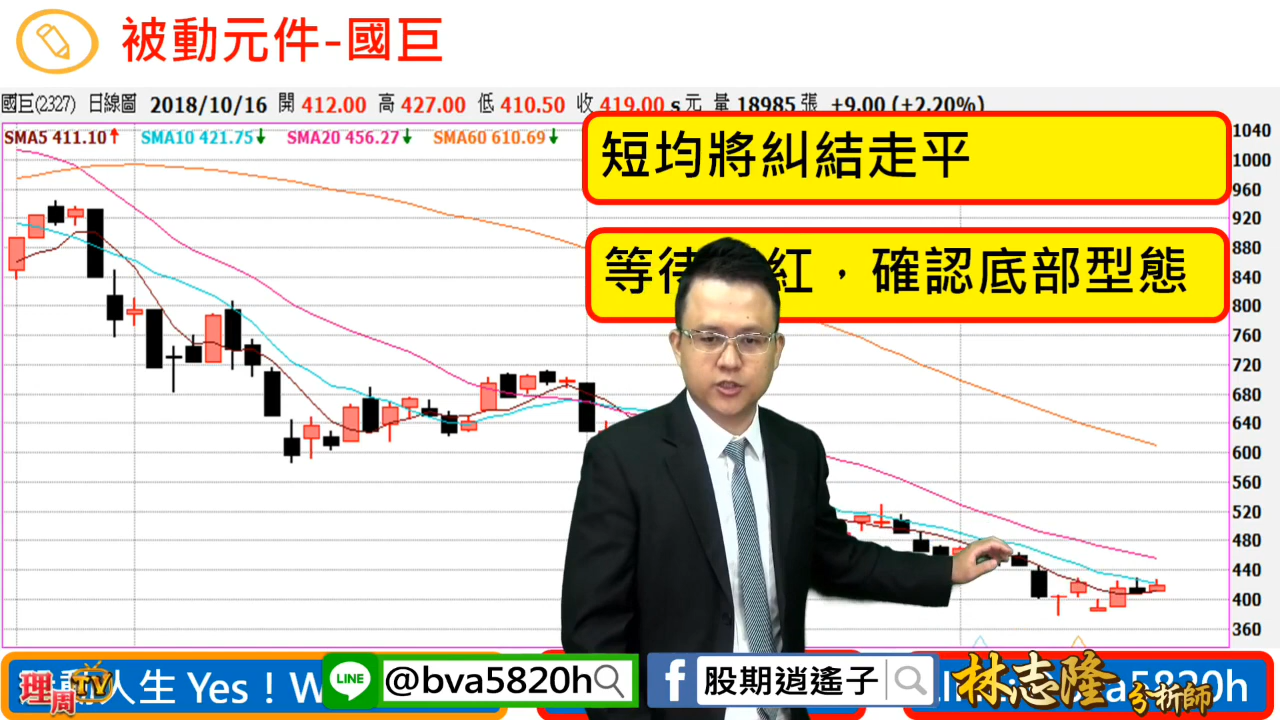 被動元件-國巨
國巨(2327) 日線圖 2018/10/16 開 412.00 高 427.00 低 410.50 收 419.00 s元 量 18985 張 +9.00 (+2.20%)
SMA5 411.10 SMA10 421.75 SMA20 456.27 SMA60 610.69
短均將糾結走平
等待 紅，確認底部型態
1040
1000
960
920
880
840
800
760
720
680
640
600
560
520
480
440
400
360
理周TV
人生 Yes！W
LINE @bva5820h
f 股期逍遙子
林志隆 分析師
a5820h